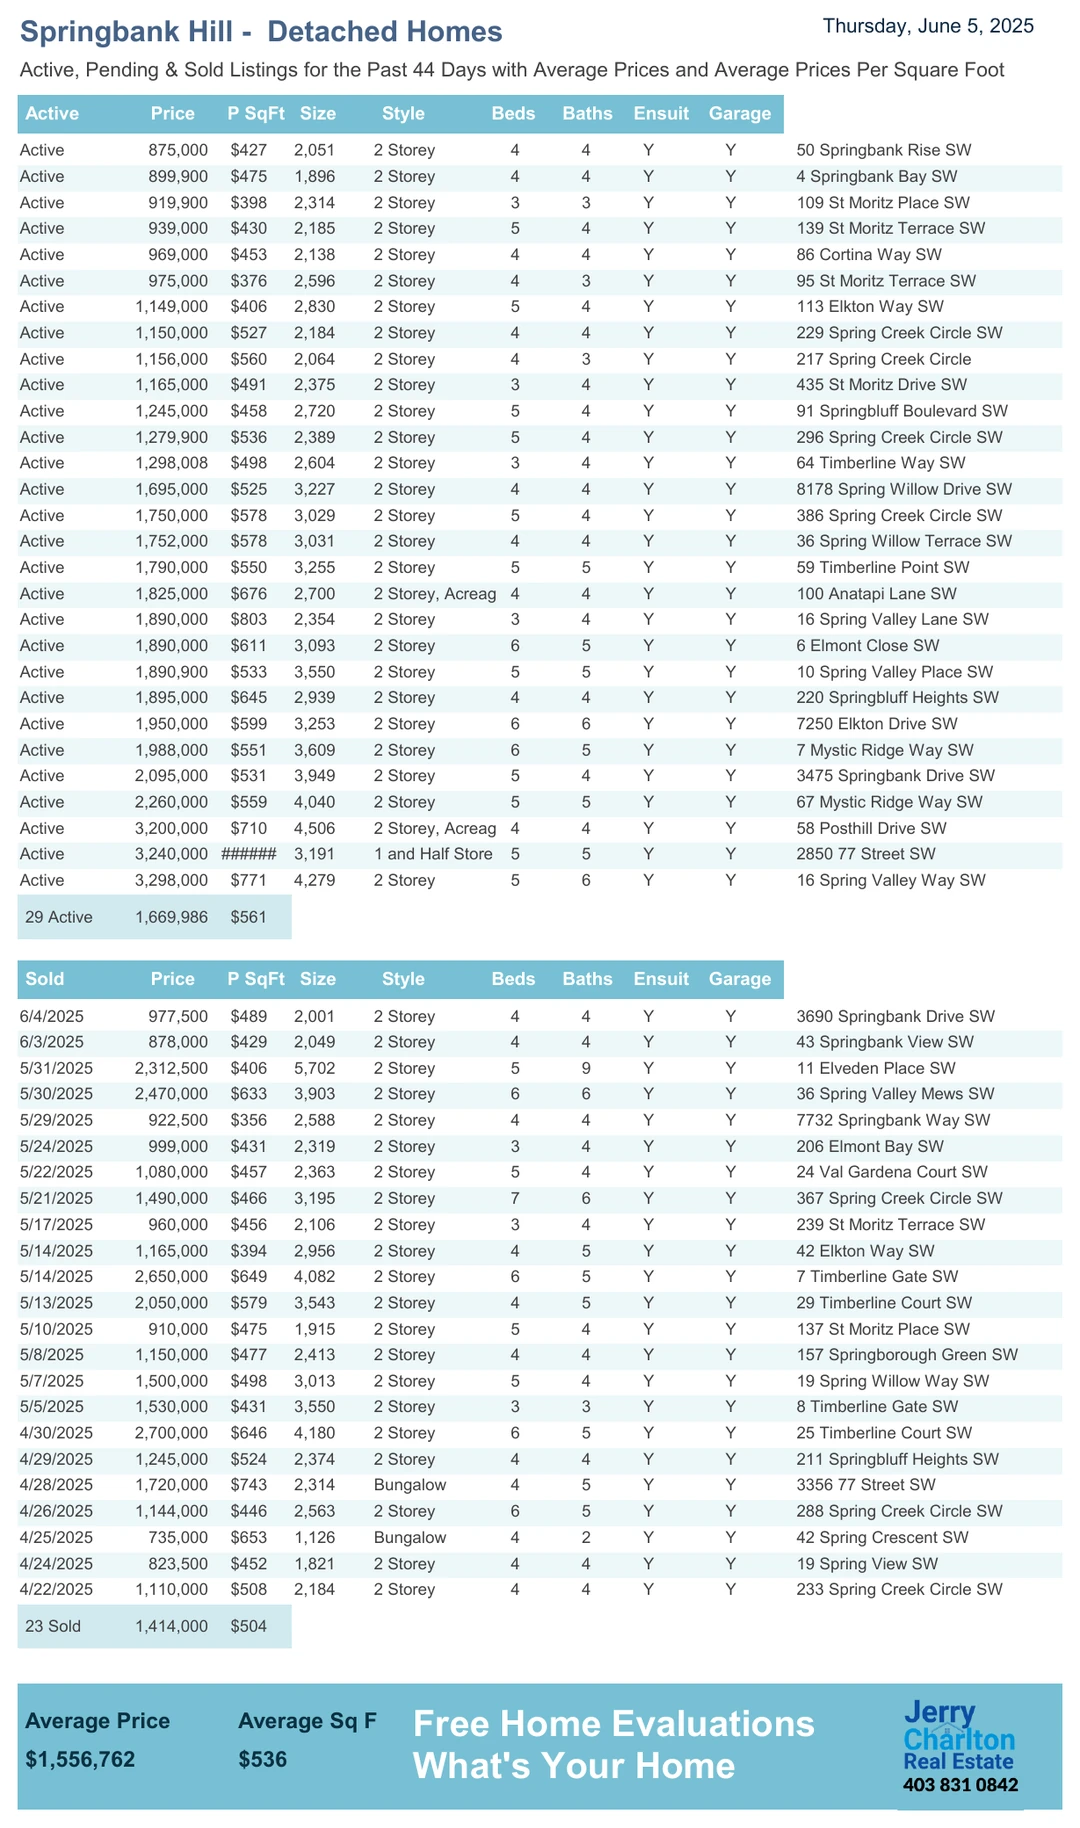 Springbank Hill -  Detached Homes
Thursday, June 5, 2025
Active, Pending & Sold Listings for the Past 44 Days with Average Prices and Average Prices Per Square Foot
Active Price P SqFt Size Style Beds Baths Ensuit Garage
Active 875,000 $427 2,051 2 Storey 4 4 Y Y 50 Springbank Rise SW
Active 899,900 $475 1,896 2 Storey 4 4 Y Y 4 Springbank Bay SW
Active 919,900 $398 2,314 2 Storey 3 3 Y Y 109 St Moritz Place SW
Active 939,000 $430 2,185 2 Storey 5 4 Y Y 139 St Moritz Terrace SW
Active 969,000 $453 2,138 2 Storey 4 4 Y Y 86 Cortina Way SW
Active 975,000 $376 2,596 2 Storey 4 3 Y Y 95 St Moritz Terrace SW
Active 1,149,000 $406 2,830 2 Storey 5 4 Y Y 113 Elkton Way SW
Active 1,150,000 $527 2,184 2 Storey 4 4 Y Y 229 Spring Creek Circle SW
Active 1,156,000 $560 2,064 2 Storey 4 3 Y Y 217 Spring Creek Circle
Active 1,165,000 $491 2,375 2 Storey 3 4 Y Y 435 St Moritz Drive SW
Active 1,245,000 $458 2,720 2 Storey 5 4 Y Y 91 Springbluff Boulevard SW
Active 1,279,900 $536 2,389 2 Storey 5 4 Y Y 296 Spring Creek Circle SW
Active 1,298,008 $498 2,604 2 Storey 3 4 Y Y 64 Timberline Way SW
Active 1,695,000 $525 3,227 2 Storey 4 4 Y Y 8178 Spring Willow Drive SW
Active 1,750,000 $578 3,029 2 Storey 5 4 Y Y 386 Spring Creek Circle SW
Active 1,752,000 $578 3,031 2 Storey 4 4 Y Y 36 Spring Willow Terrace SW
Active 1,790,000 $550 3,255 2 Storey 5 5 Y Y 59 Timberline Point SW
Active 1,825,000 $676 2,700 2 Storey, Acreag 4 4 Y Y 100 Anatapi Lane SW
Active 1,890,000 $803 2,354 2 Storey 3 4 Y Y 16 Spring Valley Lane SW
Active 1,890,000 $611 3,093 2 Storey 6 5 Y Y 6 Elmont Close SW
Active 1,890,900 $533 3,550 2 Storey 5 5 Y Y 10 Spring Valley Place SW
Active 1,895,000 $645 2,939 2 Storey 4 4 Y Y 220 Springbluff Heights SW
Active 1,950,000 $599 3,253 2 Storey 6 6 Y Y 7250 Elkton Drive SW
Active 1,988,000 $551 3,609 2 Storey 6 5 Y Y 7 Mystic Ridge Way SW
Active 2,095,000 $531 3,949 2 Storey 5 4 Y Y 3475 Springbank Drive SW
Active 2,260,000 $559 4,040 2 Storey 5 5 Y Y 67 Mystic Ridge Way SW
Active 3,200,000 $710 4,506 2 Storey, Acreag 4 4 Y Y 58 Posthill Drive SW
Active 3,240,000 ###### 3,191 1 and Half Store 5 5 Y Y 2850 77 Street SW
Active 3,298,000 $771 4,279 2 Storey 5 6 Y Y 16 Spring Valley Way SW
29 Active 1,669,986 $561
Sold Price P SqFt Size Style Beds Baths Ensuit Garage
6/4/2025 977,500 $489 2,001 2 Storey 4 4 Y Y 3690 Springbank Drive SW
6/3/2025 878,000 $429 2,049 2 Storey 4 4 Y Y 43 Springbank View SW
5/31/2025 2,312,500 $406 5,702 2 Storey 5 9 Y Y 11 Elveden Place SW
5/30/2025 2,470,000 $633 3,903 2 Storey 6 6 Y Y 36 Spring Valley Mews SW
5/29/2025 922,500 $356 2,588 2 Storey 4 4 Y Y 7732 Springbank Way SW
5/24/2025 999,000 $431 2,319 2 Storey 3 4 Y Y 206 Elmont Bay SW
5/22/2025 1,080,000 $457 2,363 2 Storey 5 4 Y Y 24 Val Gardena Court SW
5/21/2025 1,490,000 $466 3,195 2 Storey 7 6 Y Y 367 Spring Creek Circle SW
5/17/2025 960,000 $456 2,106 2 Storey 3 4 Y Y 239 St Moritz Terrace SW
5/14/2025 1,165,000 $394 2,956 2 Storey 4 5 Y Y 42 Elkton Way SW
5/14/2025 2,650,000 $649 4,082 2 Storey 6 5 Y Y 7 Timberline Gate SW
5/13/2025 2,050,000 $579 3,543 2 Storey 4 5 Y Y 29 Timberline Court SW
5/10/2025 910,000 $475 1,915 2 Storey 5 4 Y Y 137 St Moritz Place SW
5/8/2025 1,150,000 $477 2,413 2 Storey 4 4 Y Y 157 Springborough Green SW
5/7/2025 1,500,000 $498 3,013 2 Storey 5 4 Y Y 19 Spring Willow Way SW
5/5/2025 1,530,000 $431 3,550 2 Storey 3 3 Y Y 8 Timberline Gate SW
4/30/2025 2,700,000 $646 4,180 2 Storey 6 5 Y Y 25 Timberline Court SW
4/29/2025 1,245,000 $524 2,374 2 Storey 4 4 Y Y 211 Springbluff Heights SW
4/28/2025 1,720,000 $743 2,314 Bungalow 4 5 Y Y 3356 77 Street SW
4/26/2025 1,144,000 $446 2,563 2 Storey 6 5 Y Y 288 Spring Creek Circle SW
4/25/2025 735,000 $653 1,126 Bungalow 4 2 Y Y 42 Spring Crescent SW
4/24/2025 823,500 $452 1,821 2 Storey 4 4 Y Y 19 Spring View SW
4/22/2025 1,110,000 $508 2,184 2 Storey 4 4 Y Y 233 Spring Creek Circle SW
23 Sold 1,414,000 $504
Average Price Average Sq F
$1,556,762 $536
Free Home Evaluations
What's Your Home
Jerry
Charlton
Real Estate
403 831 0842